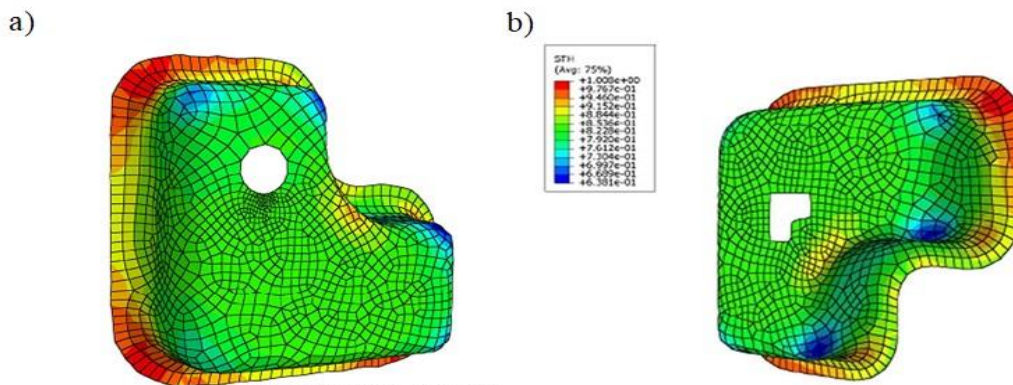 a)
b)
STH
(Avg: 75%)
+1.008e+00
+9.767e-01
+9.460e-01
+9.152e-01
+8.844e-01
+8.536e-01
+8.228e-01
+7.920e-01
+7.612e-01
+7.304e-01
+6.997e-01
+6.689e-01
+6.381e-01